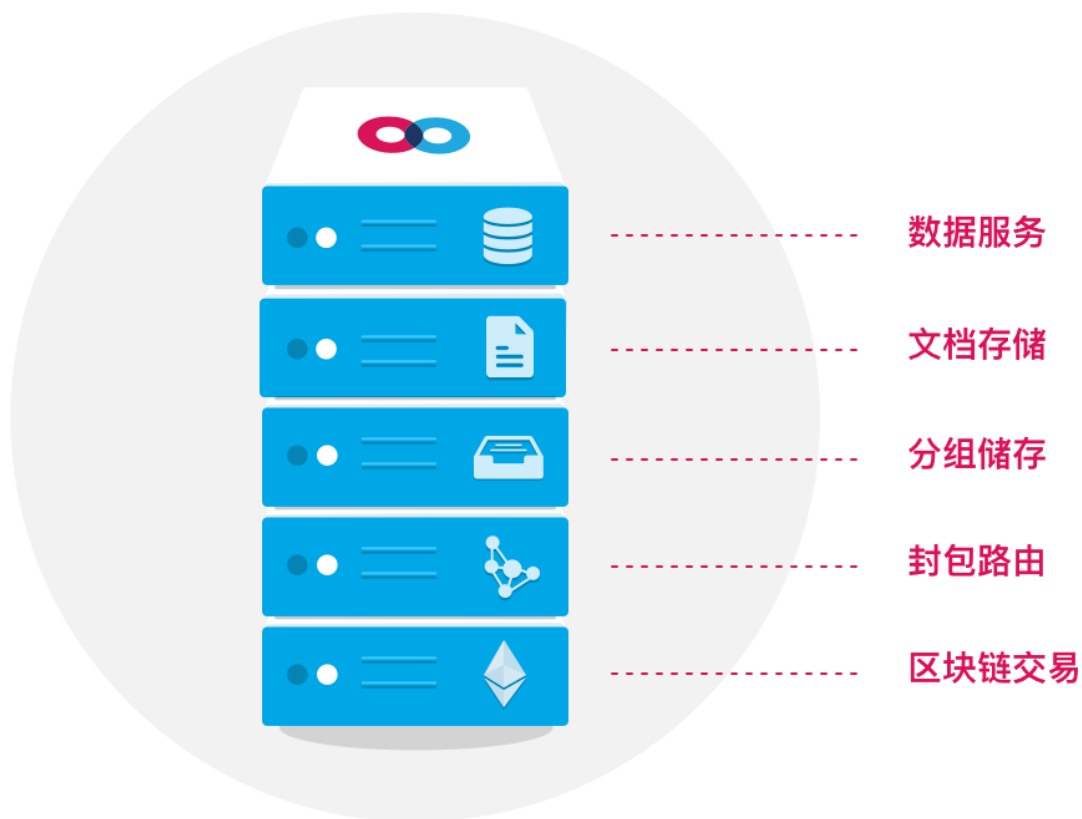 数据服务
文档存储
分组储存
封包路由
区块链交易